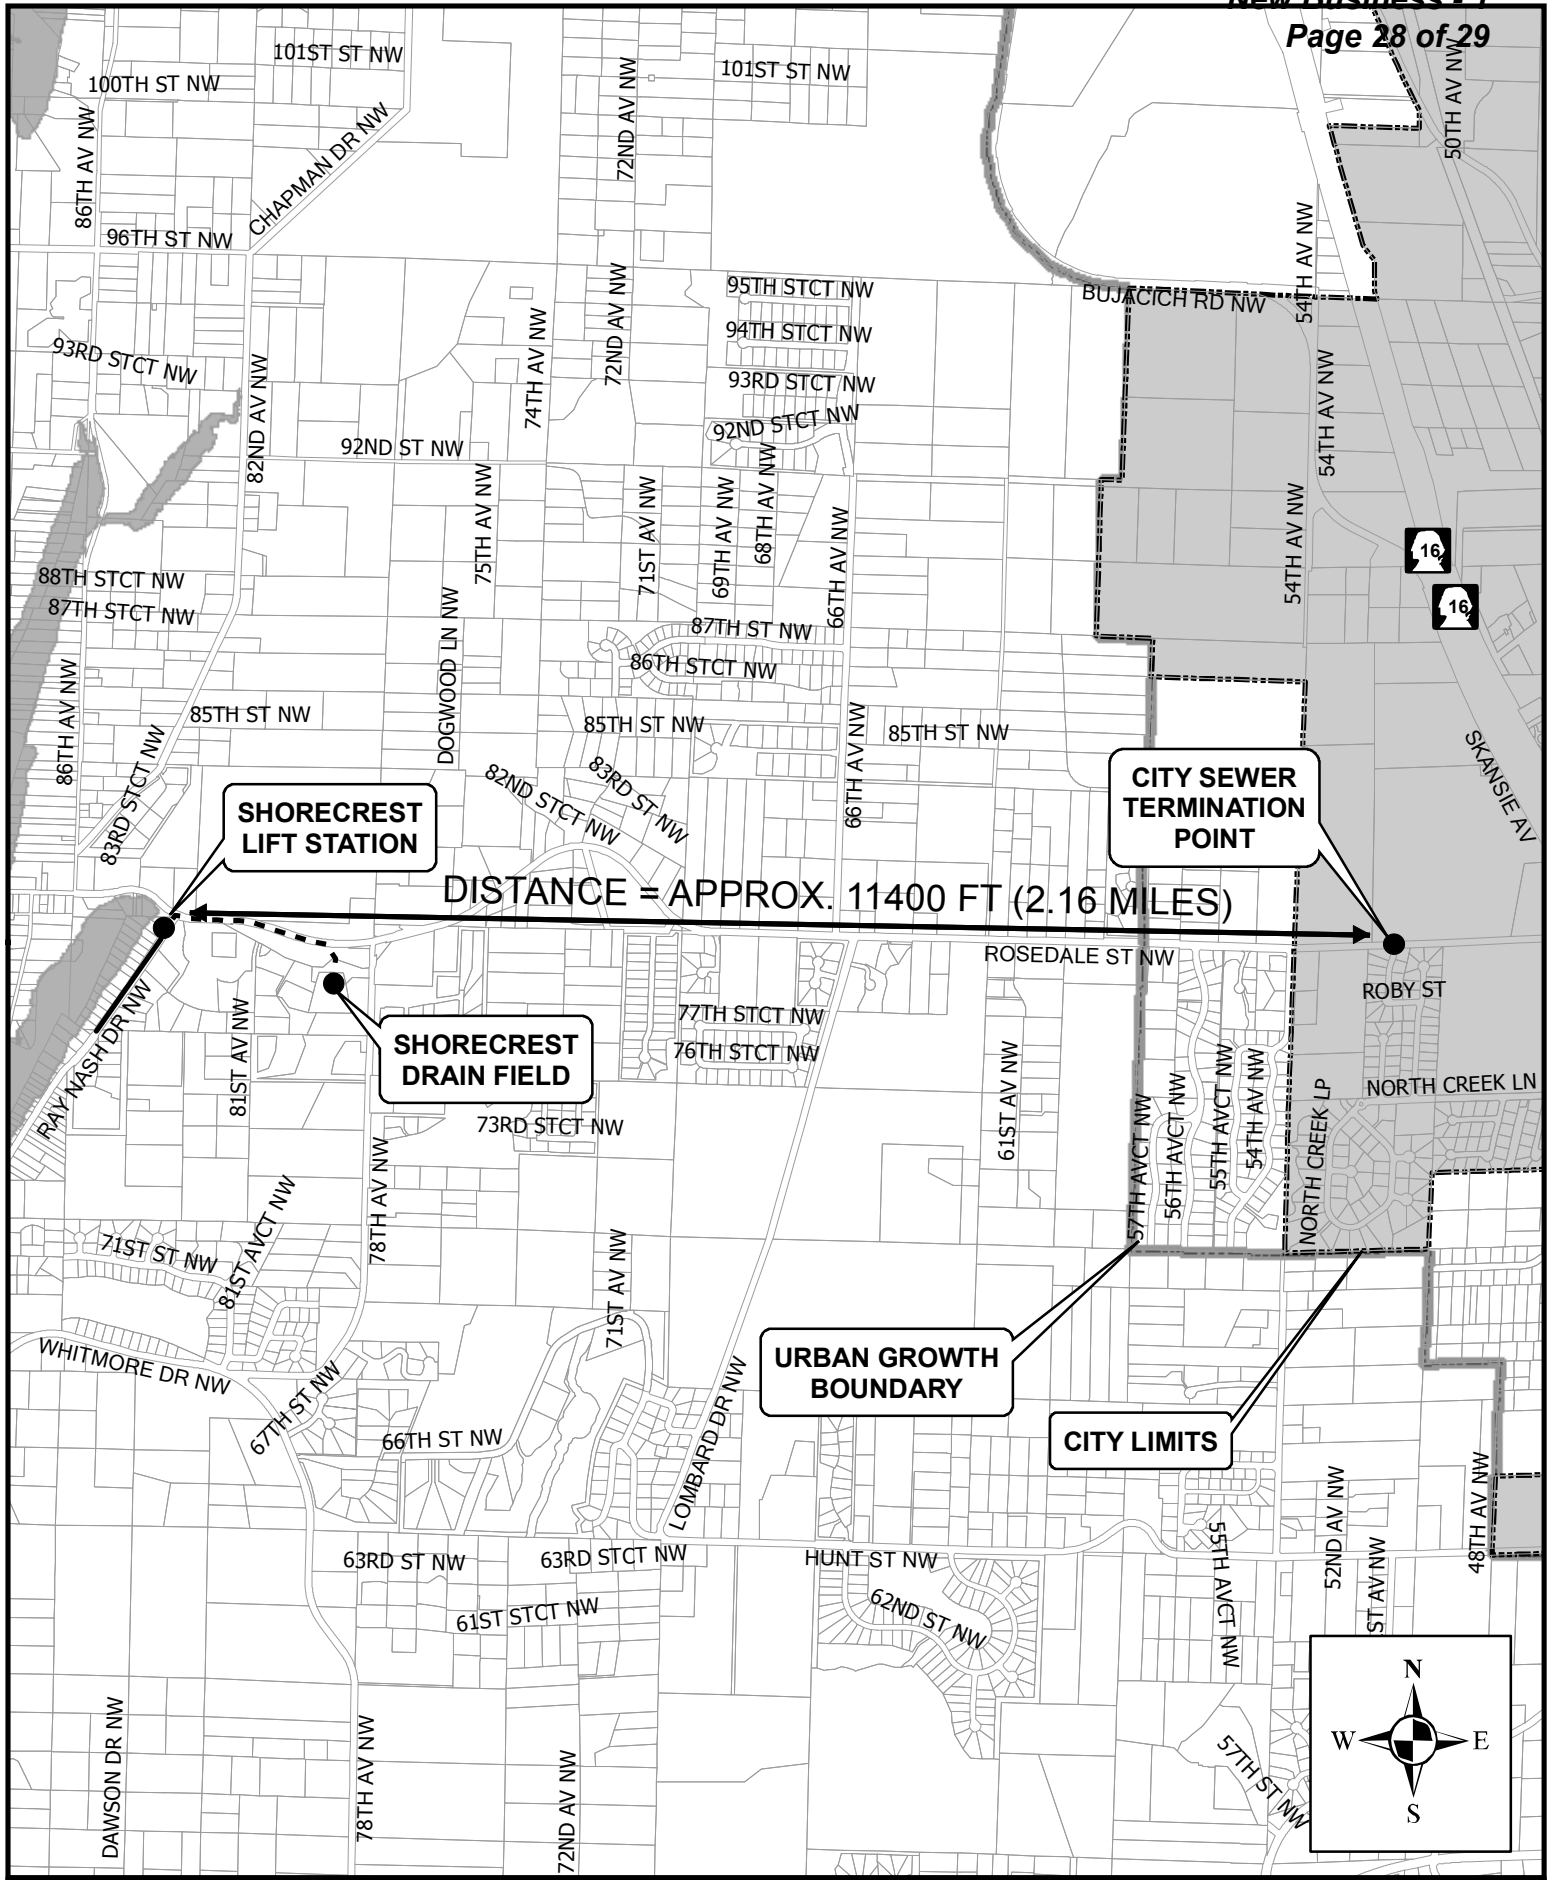 New Business - 1
Page 28 of 29
101ST ST NW
100TH ST NW
101ST ST NW
72ND AV NW
50TH AV NW
86TH AV NW
CHAPMAN DR NW
96TH ST NW
54TH AV NW
95TH STCT NW
BUJACICH RD NW
94TH STCT NW
72ND AV NW
74TH AV NW
93RD STCT NW
93RD STCT NW
82ND AV NW
54TH AV NW
92ND STCT NW
92ND ST NW
68TH AV NW
75TH AV NW
71ST AV NW
69TH AV NW
66TH AV NW
54TH AV NW
16
16
88TH STCT NW
87TH STCT NW
87TH ST NW
86TH STCT NW
DOGWOOD LN NW
86TH AV NW
85TH ST NW
85TH ST NW
85TH ST NW
66TH AV NW
83RD STCT NW
82ND STCT NW
83RD ST NW
SKANSIE AV
SHORECREST
LIFT STATION
CITY SEWER
TERMINATION
POINT
DISTANCE = APPROX. 11400 FT (2.16 MILES)
ROSEDALE ST NW
ROBY ST
RAY NASH DR NW
81ST AV NW
SHORECREST
DRAIN FIELD
77TH STCT NW
76TH STCT NW
61ST AV NW
73RD STCT NW
57TH AVCT NW
56TH AVCT NW
55TH AVCT NW
54TH AV NW
NORTH CREEK LP
NORTH CREEK LN
78TH AV NW
71ST ST NW
81ST AVCT NW
71ST AV NW
WHITMORE DR NW
67TH ST NW
66TH ST NW
LOMBARD DR NW
URBAN GROWTH
BOUNDARY
CITY LIMITS
48TH AV NW
63RD ST NW
63RD STCT NW
HUNT ST NW
55TH AVCT NW
52ND AV NW
ST AV NW
61ST STCT NW
62ND ST NW
DAWSON DR NW
78TH AV NW
72ND AV NW
57TH ST NW
N
W
E
S